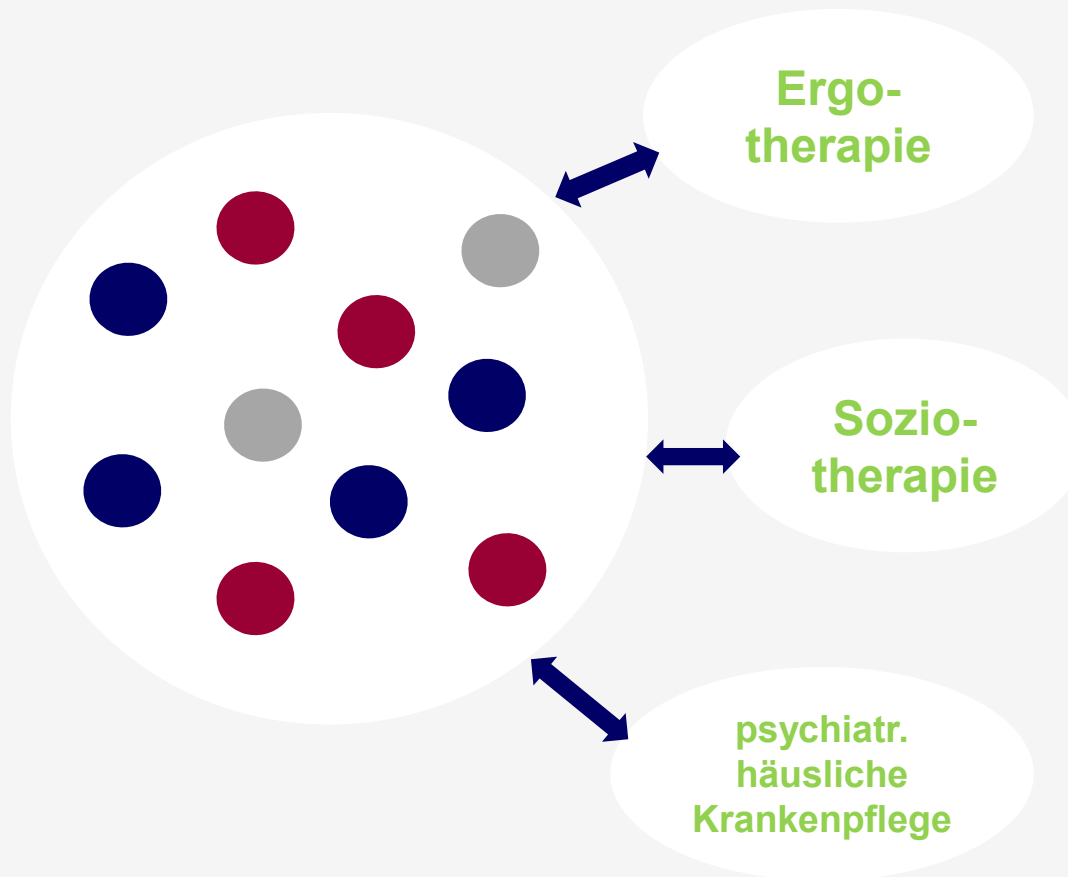 Ergo-
therapie
Sozio-
therapie
psychiatr.
häusliche
Krankenpflege